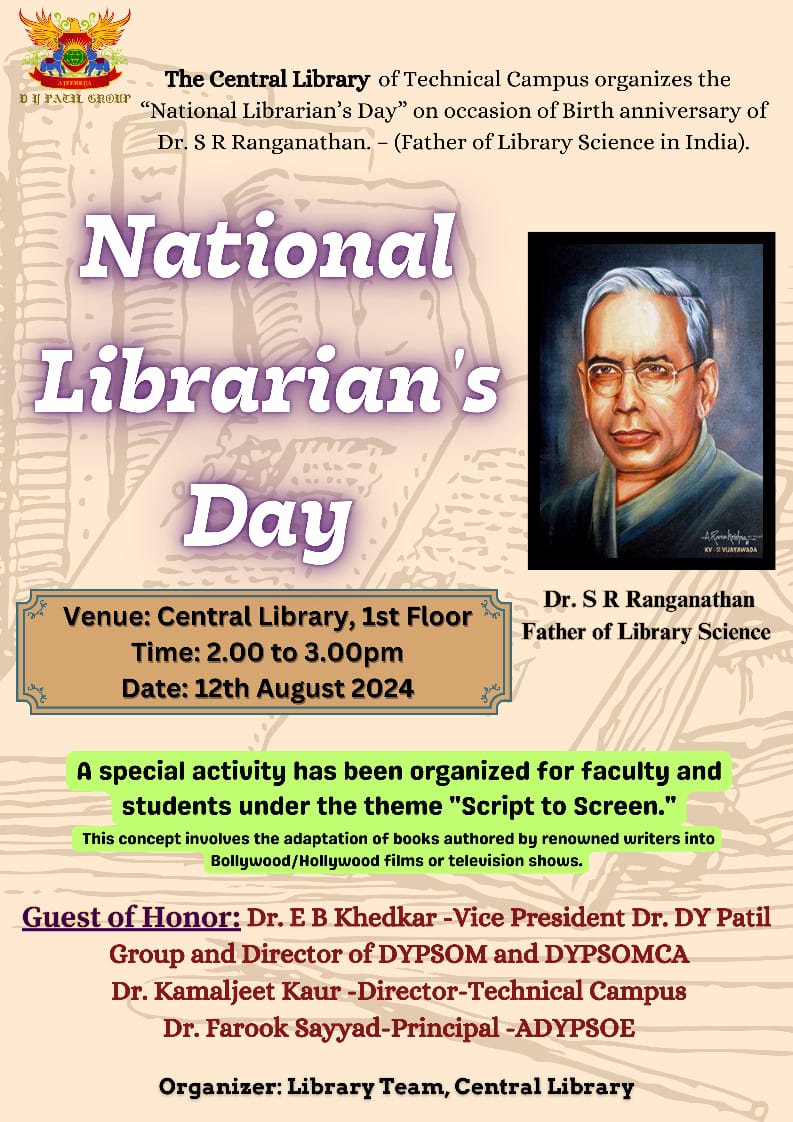 AJEENKYA
D Y PATIL GROUP
The Central Library of Technical Campus organizes the
“National Librarian’s Day” on occasion of Birth anniversary of
Dr. S R Ranganathan. – (Father of Library Science in India).
National
Librarian's
Day
KV - 2 VIJAYAWADA
Dr. S R Ranganathan
Father of Library Science
Venue: Central Library, 1st Floor
Time: 2.00 to 3.00pm
Date: 12th August 2024
A special activity has been organized for faculty and
students under the theme "Script to Screen."
This concept involves the adaptation of books authored by renowned writers into
Bollywood/Hollywood films or television shows.
Guest of Honor: Dr. E B Khedkar -Vice President Dr. DY Patil
Group and Director of DYPSOM and DYPSOMCA
Dr. Kamaljeet Kaur -Director-Technical Campus
Dr. Farook Sayyad-Principal -ADYPSOE
Organizer: Library Team, Central Library